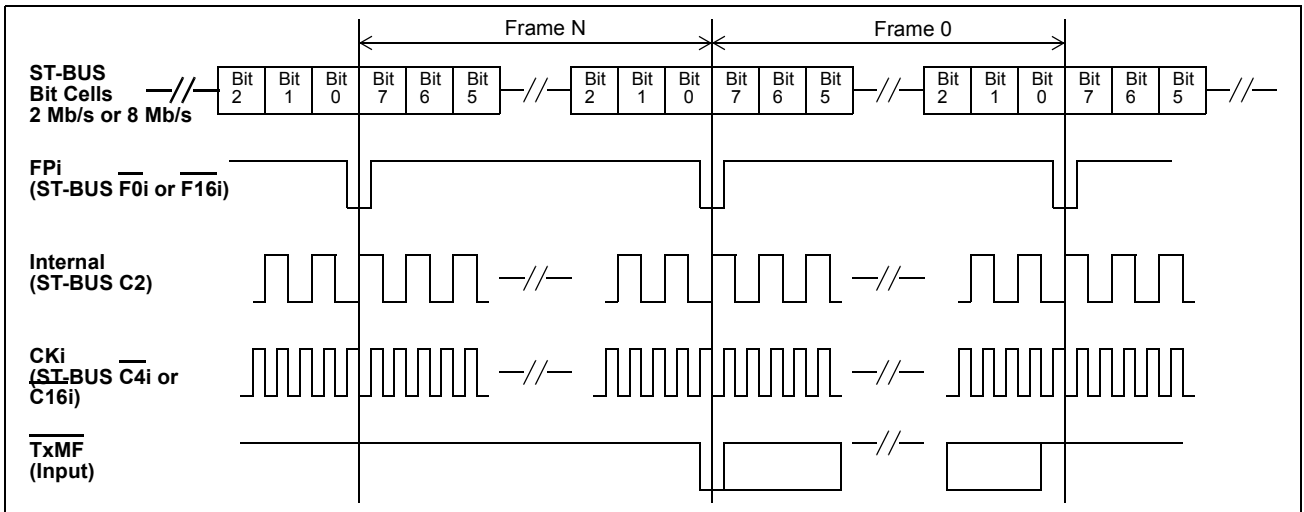 Frame N
Frame 0
ST-BUS
Bit Cells
2 Mb/s or 8 Mb/s
Bit 2 Bit 1 Bit 0 Bit 7 Bit 6 Bit 5 Bit 2 Bit 1 Bit 0 Bit 7 Bit 6 Bit 5 Bit 2 Bit 1 Bit 0 Bit 7 Bit 6 Bit 5
FPi
(ST-BUS F0i or F16i)
Internal
(ST-BUS C2)
CKi
(ST-BUS C4i or
C16i)
TxMF
(Input)